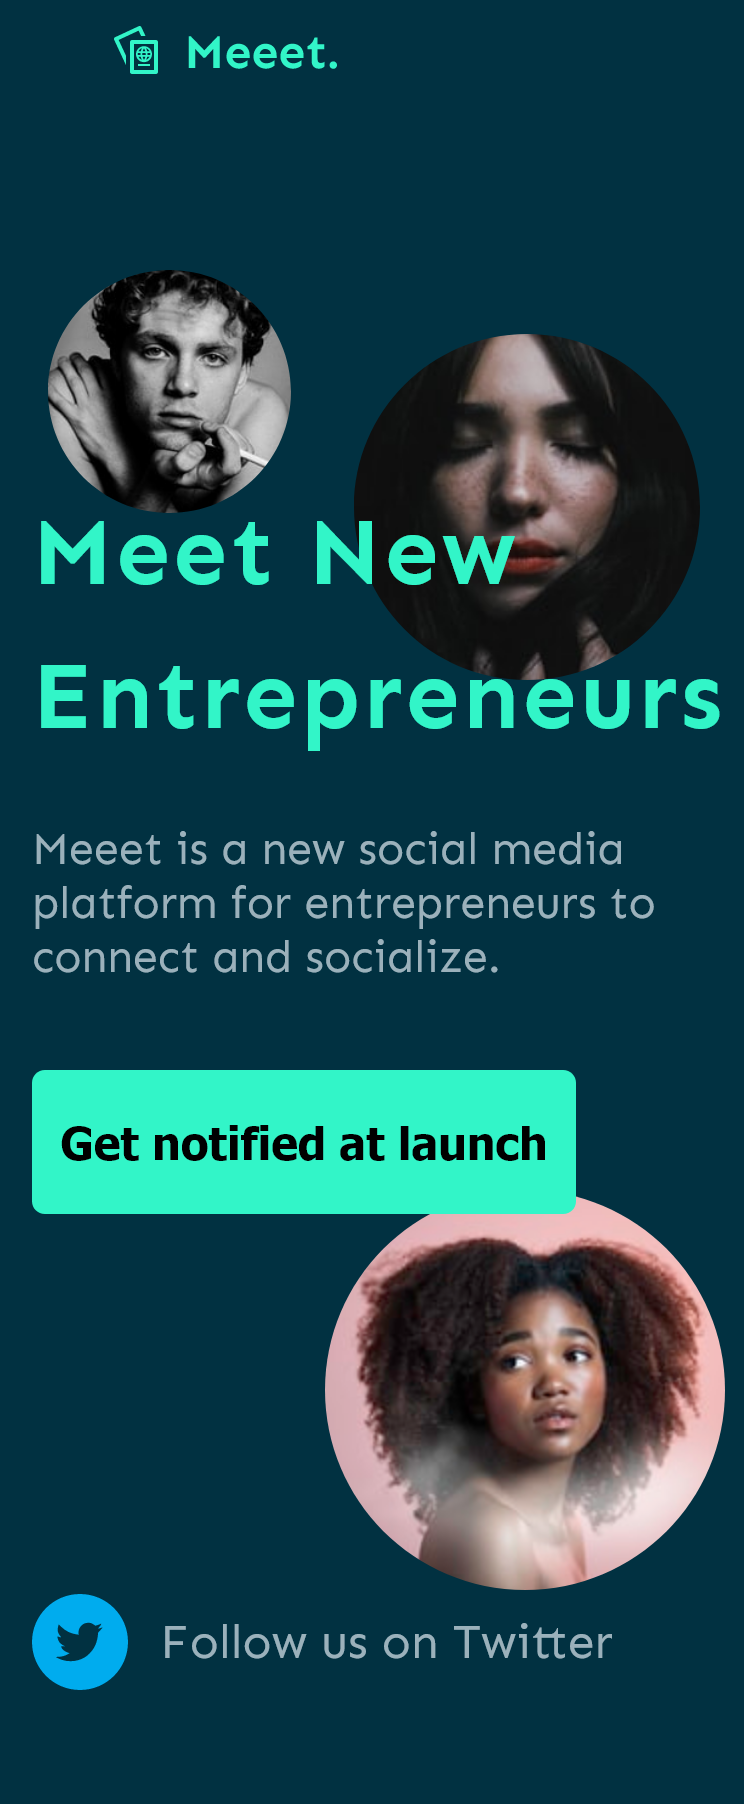 Meeet.
Meet New
Entrepreneurs
Meeet is a new social media
platform for entrepreneurs to
connect and socialize.
Get notified at launch
Follow us on Twitter